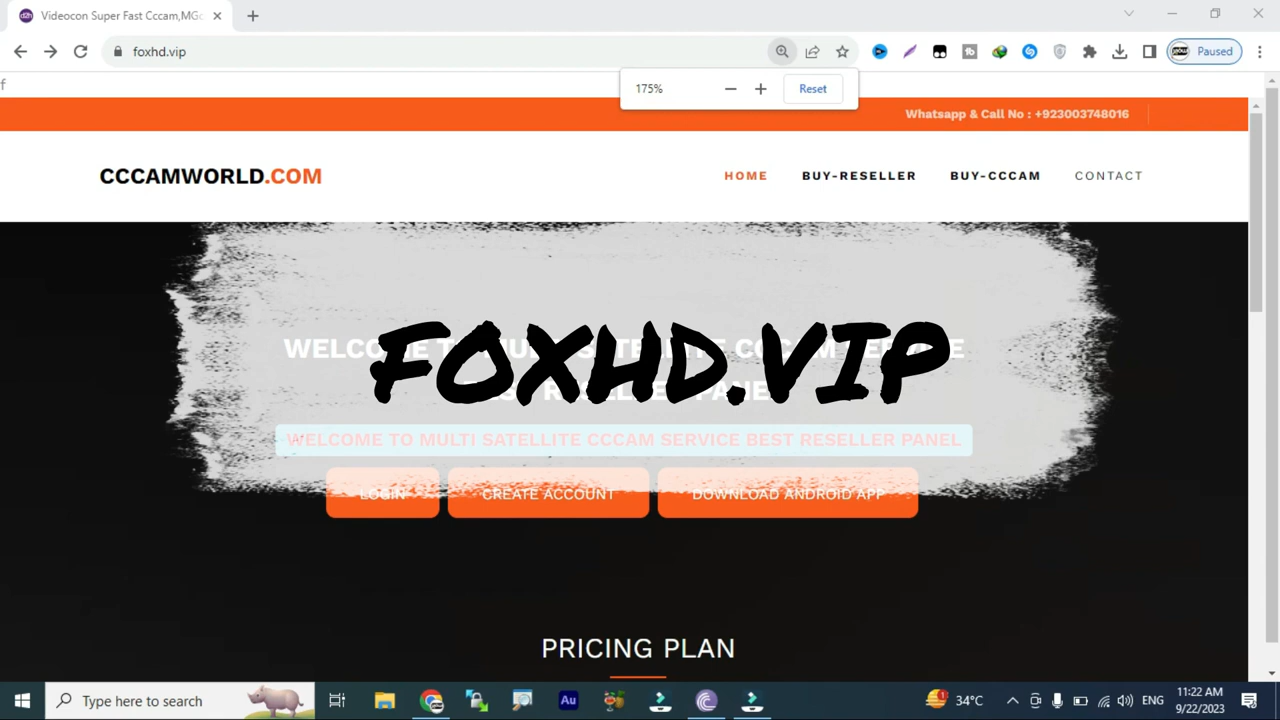 Videocon Super Fast Cccam,MGc
foxhd.vip
Paused
f
175%
Reset
Whatsapp & Call No : +923003748016
CCCAMWORLD.COM
HOME
BUY-RESELLER
BUY-CCCAM
CONTACT
WELCOME TO MULTI SATELLITE CCCAM SERVICE
BEST RESELLER PANEL
FOXHD.VIP
WELCOME TO MULTI SATELLITE CCCAM SERVICE BEST RESELLER PANEL
LOGIN
CREATE ACCOUNT
DOWNLOAD ANDROID APP
PRICING PLAN
Type here to search
Au
34°C
ENG
11:22 AM
9/22/2023